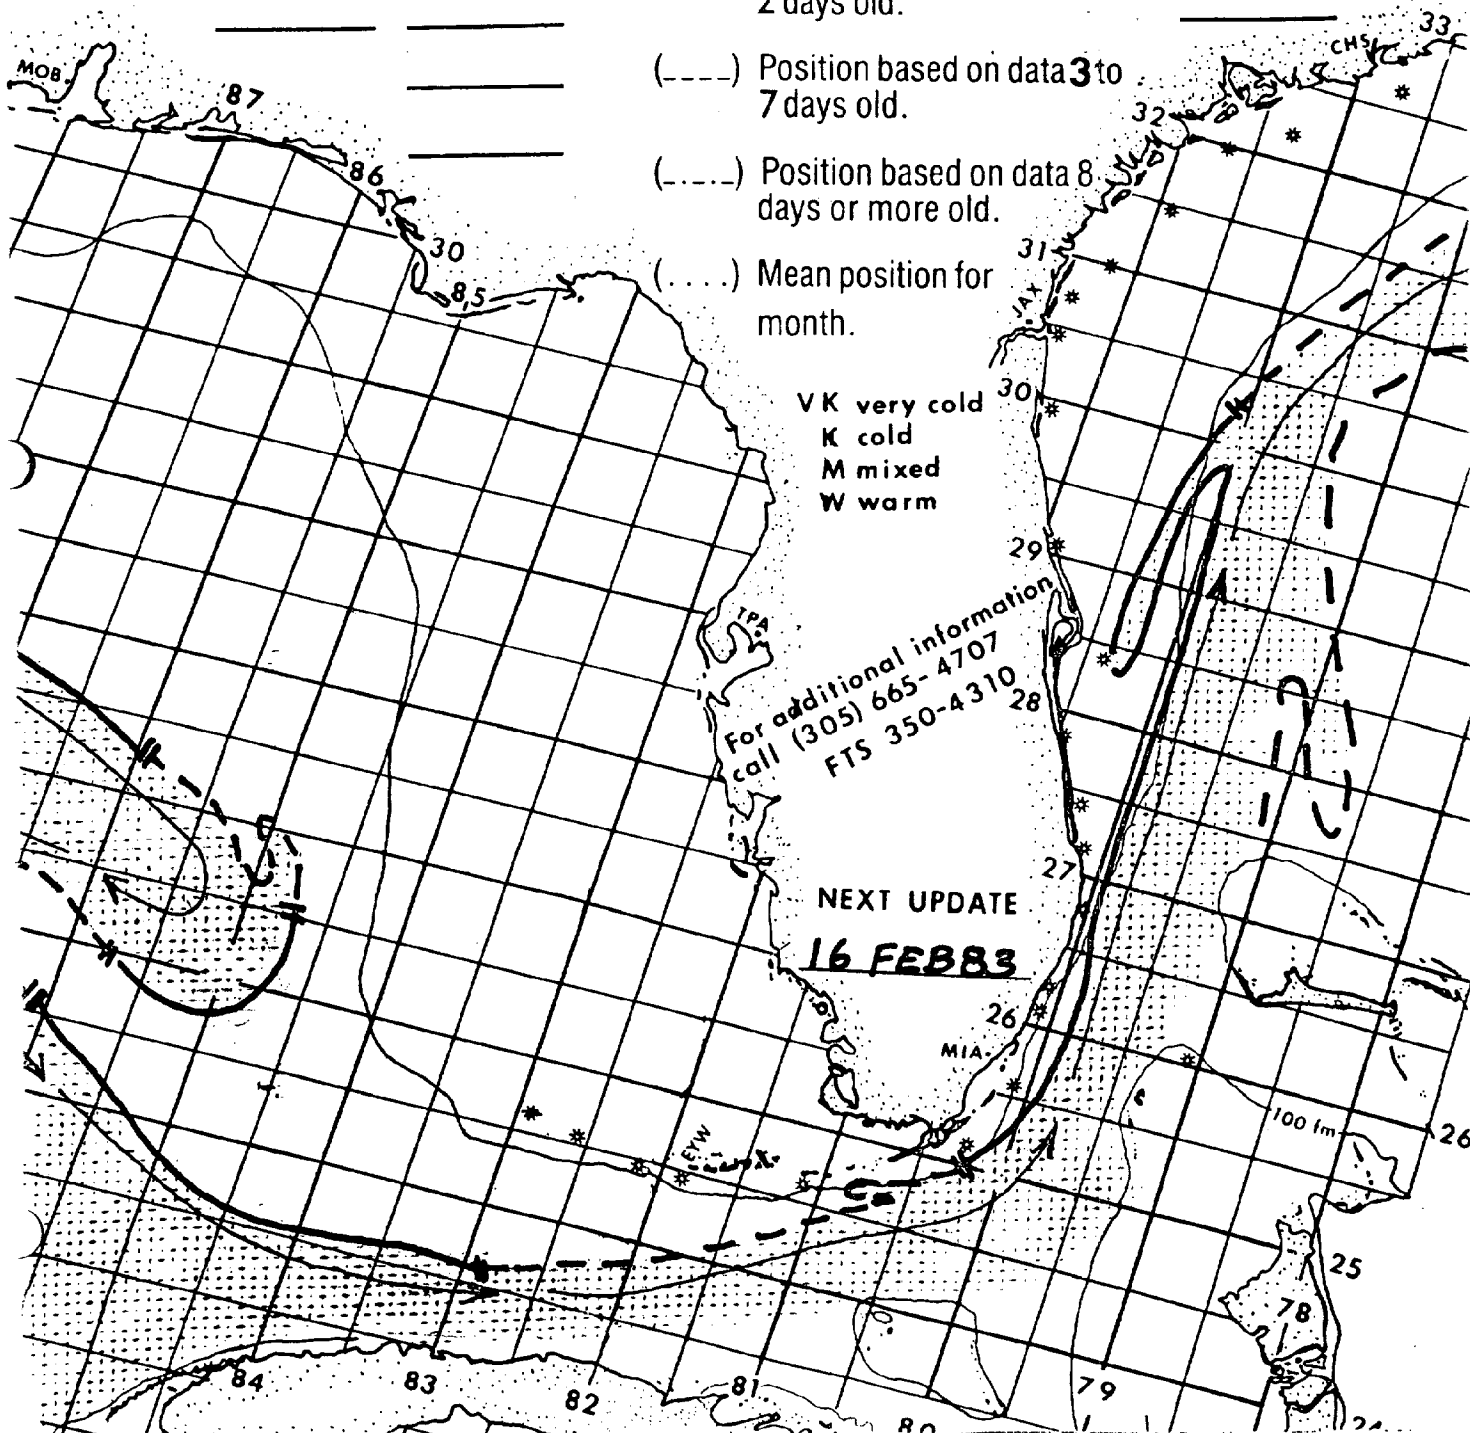 2 days old.
(____) Position based on data 3 to
7 days old.
(_._._) Position based on data 8
days or more old.
(....) Mean position for
month.
VK very cold
K cold
M mixed
W warm
For additional information
call (305) 665-4707
FTS 350-4310
NEXT UPDATE
16 FEB83
MOB
87
86
30
85
CHS
33
32
31
JAX
30
29
TPA
28
27
26
MIA
EYW
100 fm
26
25
78
84
83
82
81
80
79